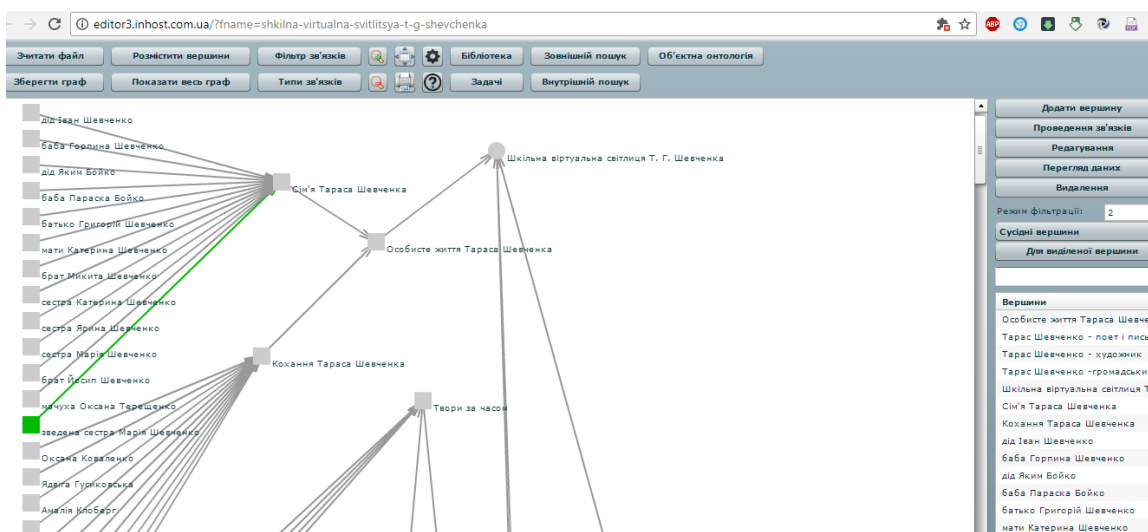 editor3.inhost.com.ua/?fname=shkilna-virtualna-svitlitsya-t-g-shevchenka
ABP
Зчитати файл
Розмістити вершини
Фільтр зв'язків
Бібліотека
Зовнішній пошук
Об'єктна онтологія
Зберегти граф
Показати весь граф
Типи зв'язків
Задачі
Внутрішній пошук
дід Іван Шевченко
баба Горпина Шевченко
дід Яким Бойко
баба Параска Бойко
батько Григорій Шевченко
мати Катерина Шевченко
брат Микита Шевченко
сестра Катерина Шевченко
сестра Ярина Шевченко
сестра Марія Шевченко
брат Йосип Шевченко
мачуха Оксана Терещенко
зведена сестра Марія Шевченко
Оксана Коваленко
Ядвіга Гусиковська
Амалія Клоберг
Сім'я Тараса Шевченка
Шкільна віртуальна світлиця Т. Г. Шевченка
Особисте життя Тараса Шевченка
Кохання Тараса Шевченка
Твори за часом
Додати вершину
Проведення зв'язків
Редагування
Перегляд даних
Видалення
Режим фільтрації: 2
Сусідні вершини
Для виділеної вершини
Вершини
Особисте життя Тараса Шевче
Тарас Шевченко - поет і пись
Тарас Шевченко - художник
Тарас Шевченко -громадськи
Шкільна віртуальна світлиця Т
Сім'я Тараса Шевченка
Кохання Тараса Шевченка
дід Іван Шевченко
баба Горпина Шевченко
дід Яким Бойко
баба Параска Бойко
батько Григорій Шевченко
мати Катерина Шевченко